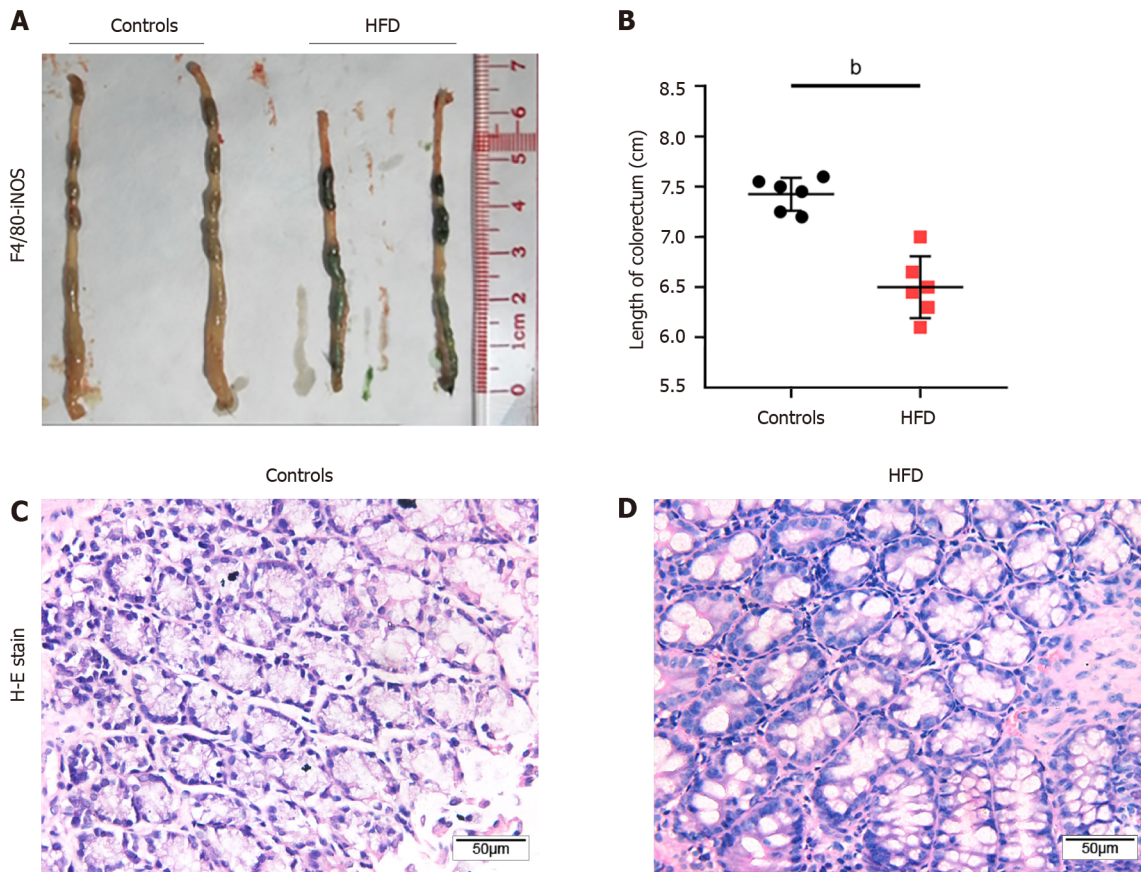 A
Controls
HFD
F4/80-iNOS
7
6
5
4
3
2
1cm
0
B
b
Length of colorectum (cm)
8.5
8.0
7.5
7.0
6.5
6.0
5.5
Controls
HFD
Controls
HFD
C
H-E stain
50μm
D
50μm